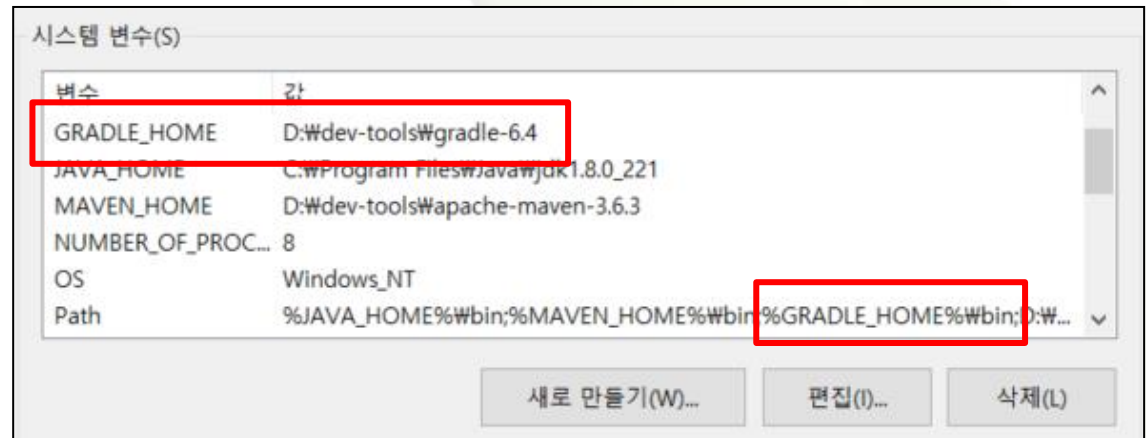 시스템 변수(S)
변수 값
GRADLE_HOME D:₩dev-tools₩gradle-6.4
JAVA_HOME C:₩Program Files₩Java₩jdk1.8.0_221
MAVEN_HOME D:₩dev-tools₩apache-maven-3.6.3
NUMBER_OF_PROC... 8
OS Windows_NT
Path %JAVA_HOME%₩bin;%MAVEN_HOME%₩bin;%GRADLE_HOME%₩bin;D:₩...
새로 만들기(W)... 편집(I)... 삭제(L)